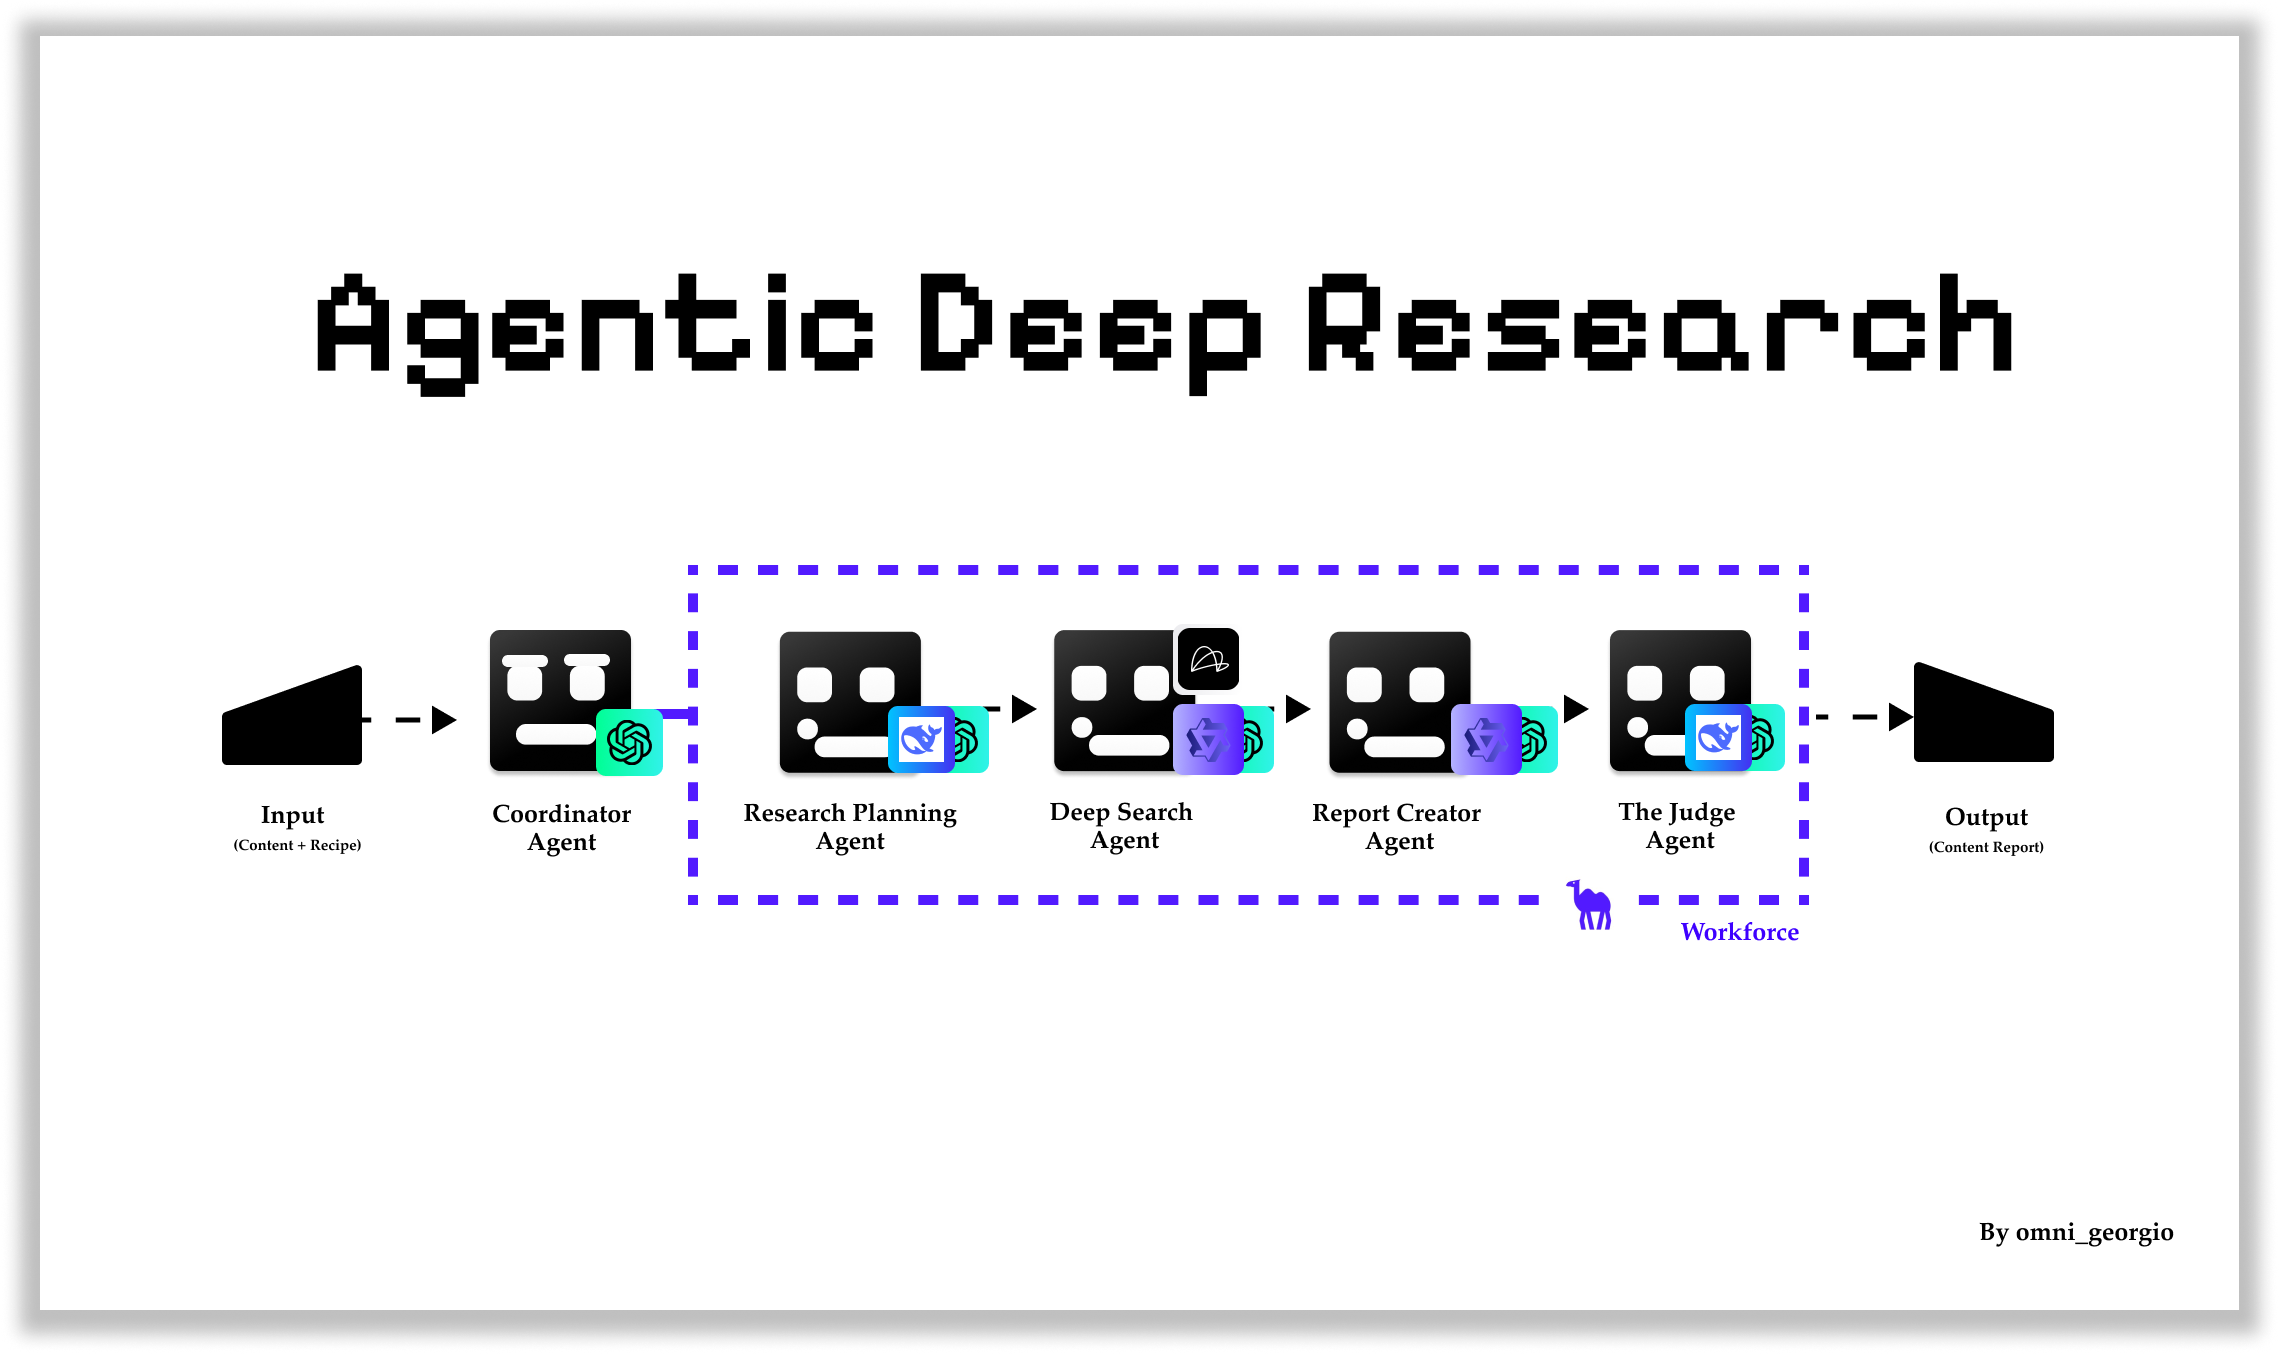 Agentic Deep Research
Input
(Content + Recipe)
Coordinator
Agent
Research Planning
Agent
Deep Search
Agent
Report Creator
Agent
The Judge
Agent
Output
(Content Report)
Workforce
By omni_georgio